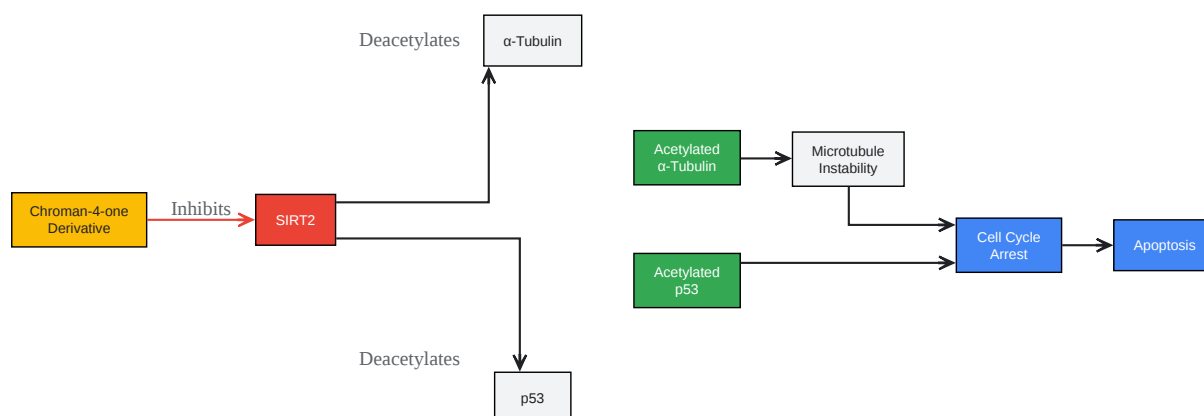 Deacetylates
α-Tubulin
Acetylated
α-Tubulin
Microtubule
Instability
Chroman-4-one
Derivative
Inhibits
SIRT2
Cell Cycle
Arrest
Apoptosis
Acetylated
p53
Deacetylates
p53